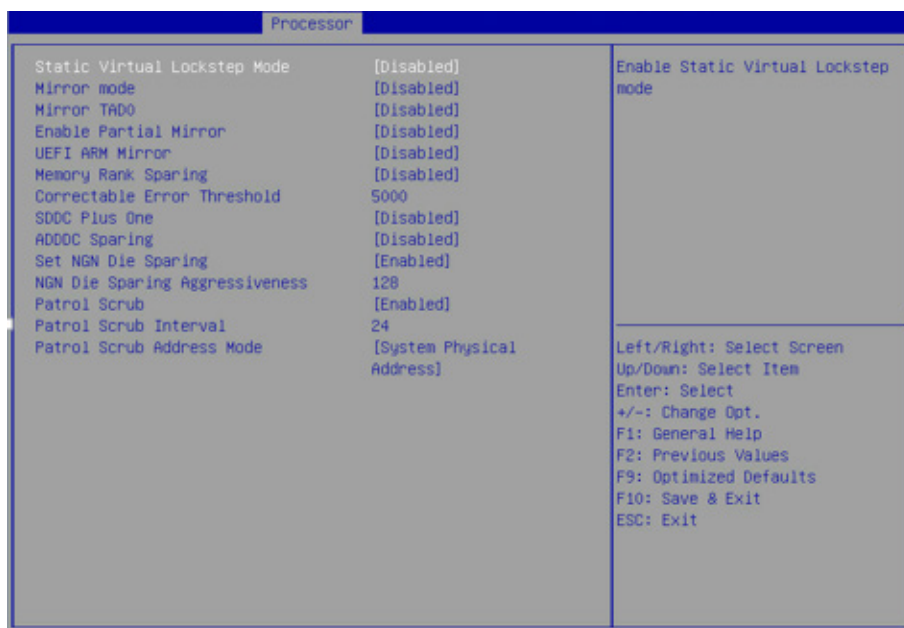 Processor
Static Virtual Lockstep Mode [Disabled]
Mirror mode [Disabled]
Mirror TAD0 [Disabled]
Enable Partial Mirror [Disabled]
UEFI ARM Mirror [Disabled]
Memory Rank Sparing [Disabled]
Correctable Error Threshold 5000
SDDC Plus One [Disabled]
ADDDC Sparing [Disabled]
Set NGN Die Sparing [Enabled]
NGN Die Sparing Aggressiveness 128
Patrol Scrub [Enabled]
Patrol Scrub Interval 24
Patrol Scrub Address Mode [System Physical
Address]
Enable Static Virtual Lockstep
mode
Left/Right: Select Screen
Up/Down: Select Item
Enter: Select
+/-: Change Opt.
F1: General Help
F2: Previous Values
F9: Optimized Defaults
F10: Save & Exit
ESC: Exit